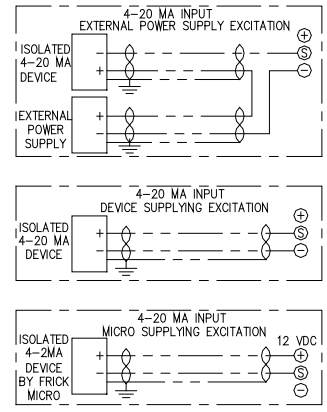 4-20 MA INPUT
EXTERNAL POWER SUPPLY EXCITATION
ISOLATED
4-20 MA
DEVICE
-
+
+
S
-
EXTERNAL
POWER
SUPPLY
+
-
4-20 MA INPUT
DEVICE SUPPLYING EXCITATION
ISOLATED
4-20 MA
DEVICE
+
-
+
S
-
4-20 MA INPUT
MICRO SUPPLYING EXCITATION
ISOLATED
4-2MA
DEVICE
BY FRICK
MICRO
+
-
12 VDC
+
S
-